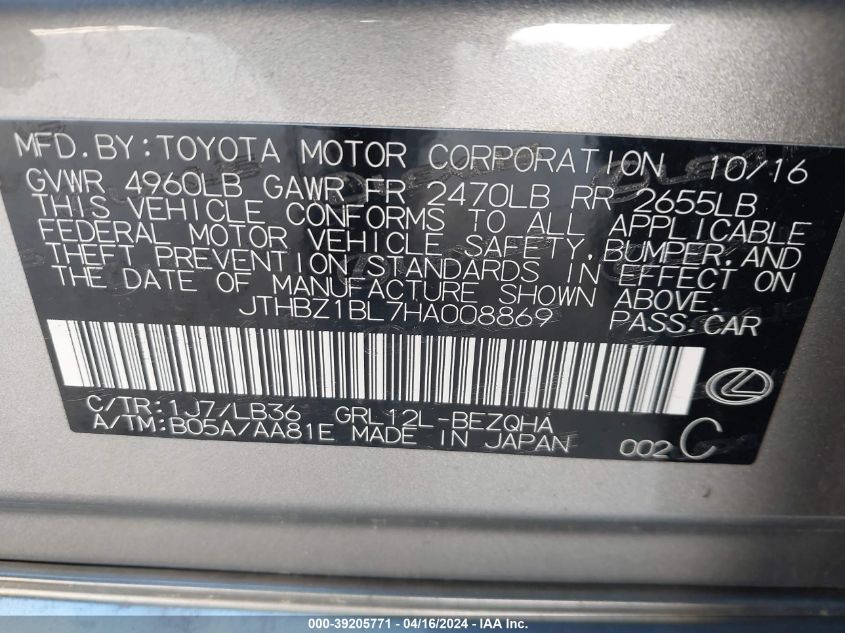 MFD.BY:TOYOTA MOTOR CORPORATION 10/16
GVWR 4960LB GAWR FR 2470LB RR 2655LB
THIS VEHICLE CONFORMS TO ALL APPLICABLE
FEDERAL MOTOR VEHICLE SAFETY,BUMPER,AND
THEFT PREVENTION STANDARDS IN EFFECT ON
THE DATE OF MANUFACTURE SHOWN ABOVE.
JTHBZ1BL7HA008869 PASS.CAR
C/TR:1J7/LB36 GRL12L-BEZQHA
A/TM:B05A/AA81E MADE IN JAPAN 002 C
000-39205771 - 04/16/2024 - IAA Inc.